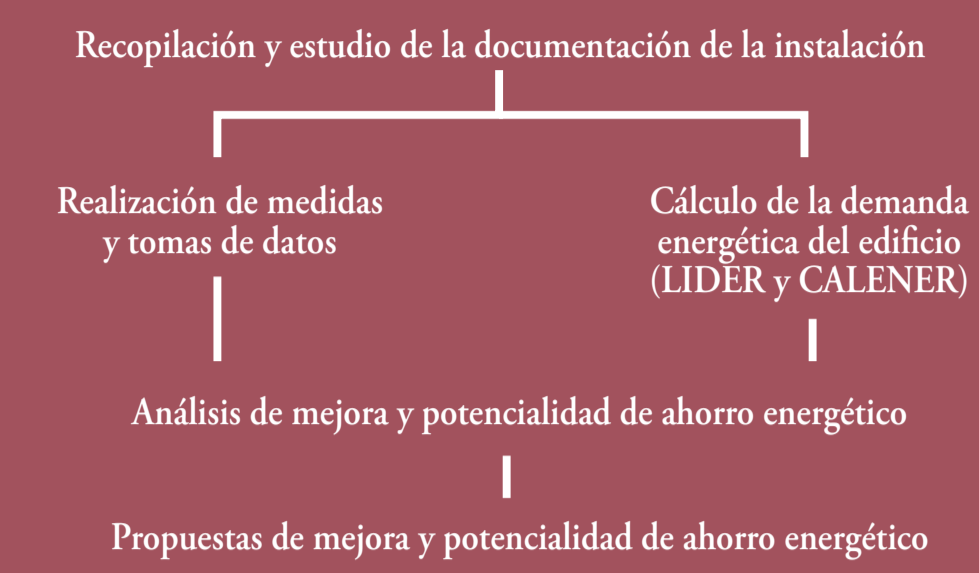 Recopilación y estudio de la documentación de la instalación
Realización de medidas
y tomas de datos
Cálculo de la demanda
energética del edificio
(LIDER y CALENER)
Análisis de mejora y potencialidad de ahorro energético
Propuestas de mejora y potencialidad de ahorro energético